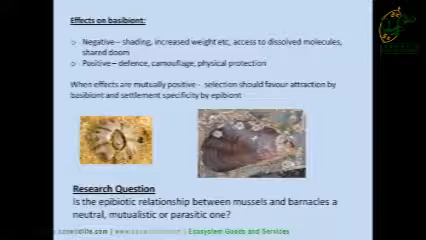 Effects on basibiont:
o Negative – shading, increased weight etc, access to dissolved molecules,
shared doom
o Positive – defence, camouflage, physical protection
When effects are mutually positive - selection should favour attraction by
basibiont and settlement specificity by epibiont
Research Question
Is the epibiotic relationship between mussels and barnacles a
neutral, mutualistic or parasitic one?
| Ecosystem Goods and Services